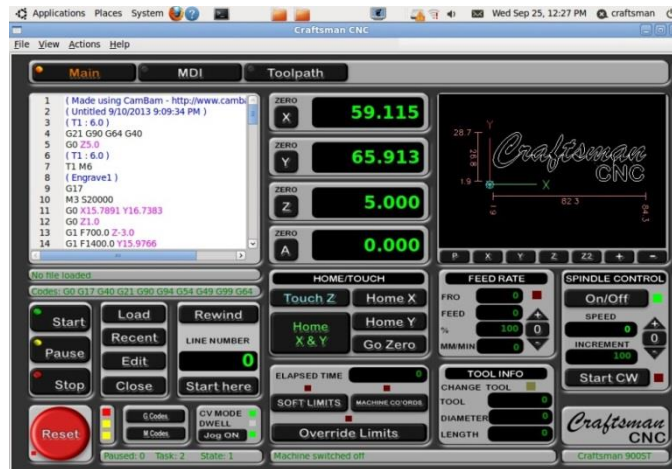 Applications Places System
Wed Sep 25, 12:27 PM craftsman
Craftsman CNC
File View Actions Help
Main MDI Toolpath
1 ( Made using CamBam - http://www.camb
2 ( Untitled 9/10/2013 9:09:34 PM )
3 ( T1 : 6.0 )
4 G21 G90 G64 G40
5 G0 Z5.0
6 ( T1 : 6.0 )
7 T1 M6
8 ( Engrave1 )
9 G17
10 M3 S20000
11 G0 X15.7891 Y16.7383
12 G0 Z1.0
13 G1 F700.0 Z-3.0
14 G1 F1400.0 Y15.9766
No file loaded
Codes: G0 G17 G40 G21 G90 G94 G54 G49 G99 G64
ZERO
X 59.115
ZERO
Y 65.913
ZERO
Z 5.000
ZERO
A 0.000
Y
28.7
26.8
1.9
X
Craftsman
CNC
19
82.3
84.3
P X Y Z Z2 + -
Start
Pause
Stop
Load
Recent
Edit
Close
Rewind
LINE NUMBER
0
Start here
HOME/TOUCH
Touch Z Home X
Home X & Y
Home Y
Go Zero
ELAPSED TIME 0
SOFT LIMITS MACHINE CO'ORDS
Override Limits
FEED RATE
FRO 0
FEED 0
% 100 0
MM/MIN 0
TOOL INFO
CHANGE TOOL
TOOL 0
DIAMETER 0
LENGTH 0
SPINDLE CONTROL
On/Off
SPEED
0
0
INCREMENT
100
Start CW
Reset
G Codes
M Codes
CV MODE
DWELL
Jog ON
Craftsman
CNC
Paused: 0 Task: 2 State: 1
Machine switched off
Craftsman 900ST